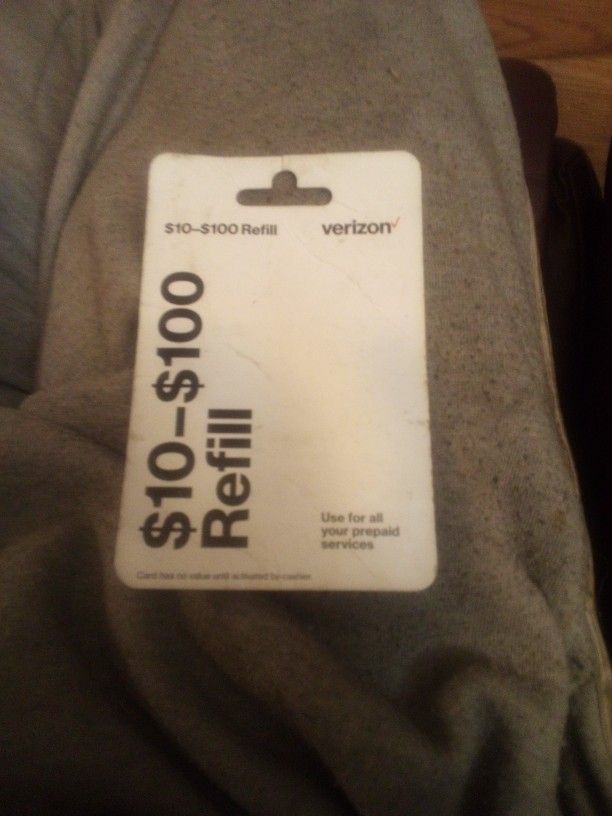 $10–$100 Refill
verizon✓
$10–$100
Refill
Use for all
your prepaid
services
Card has no value until activated by cashier.